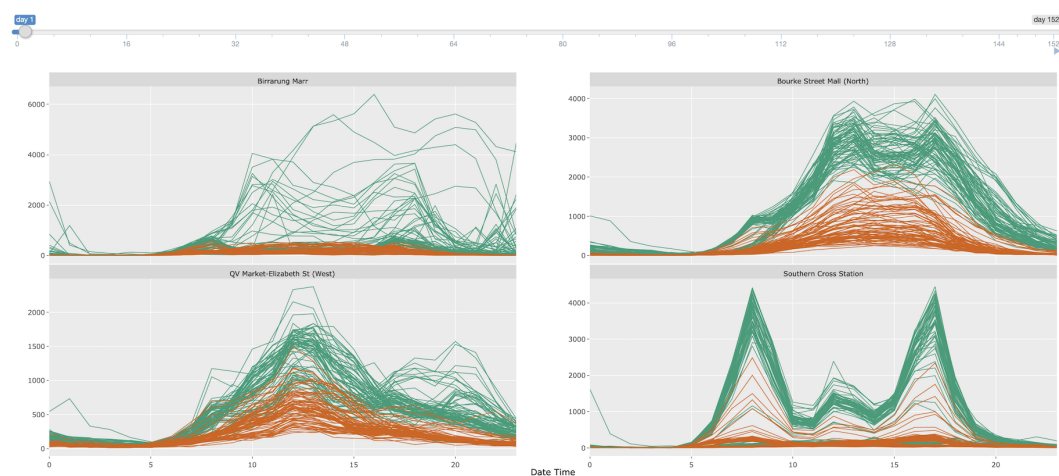 day 1 day 152
0 16 32 48 64 80 96 112 128 144 152
Birrarung Marr
6000
4000
2000
0
Bourke Street Mall (North)
4000
3000
2000
1000
0
QV Market-Elizabeth St (West)
2000
1500
1000
500
0
0 5 10 15 20
Southern Cross Station
4000
3000
2000
1000
0
0 5 10 15 20
Date Time